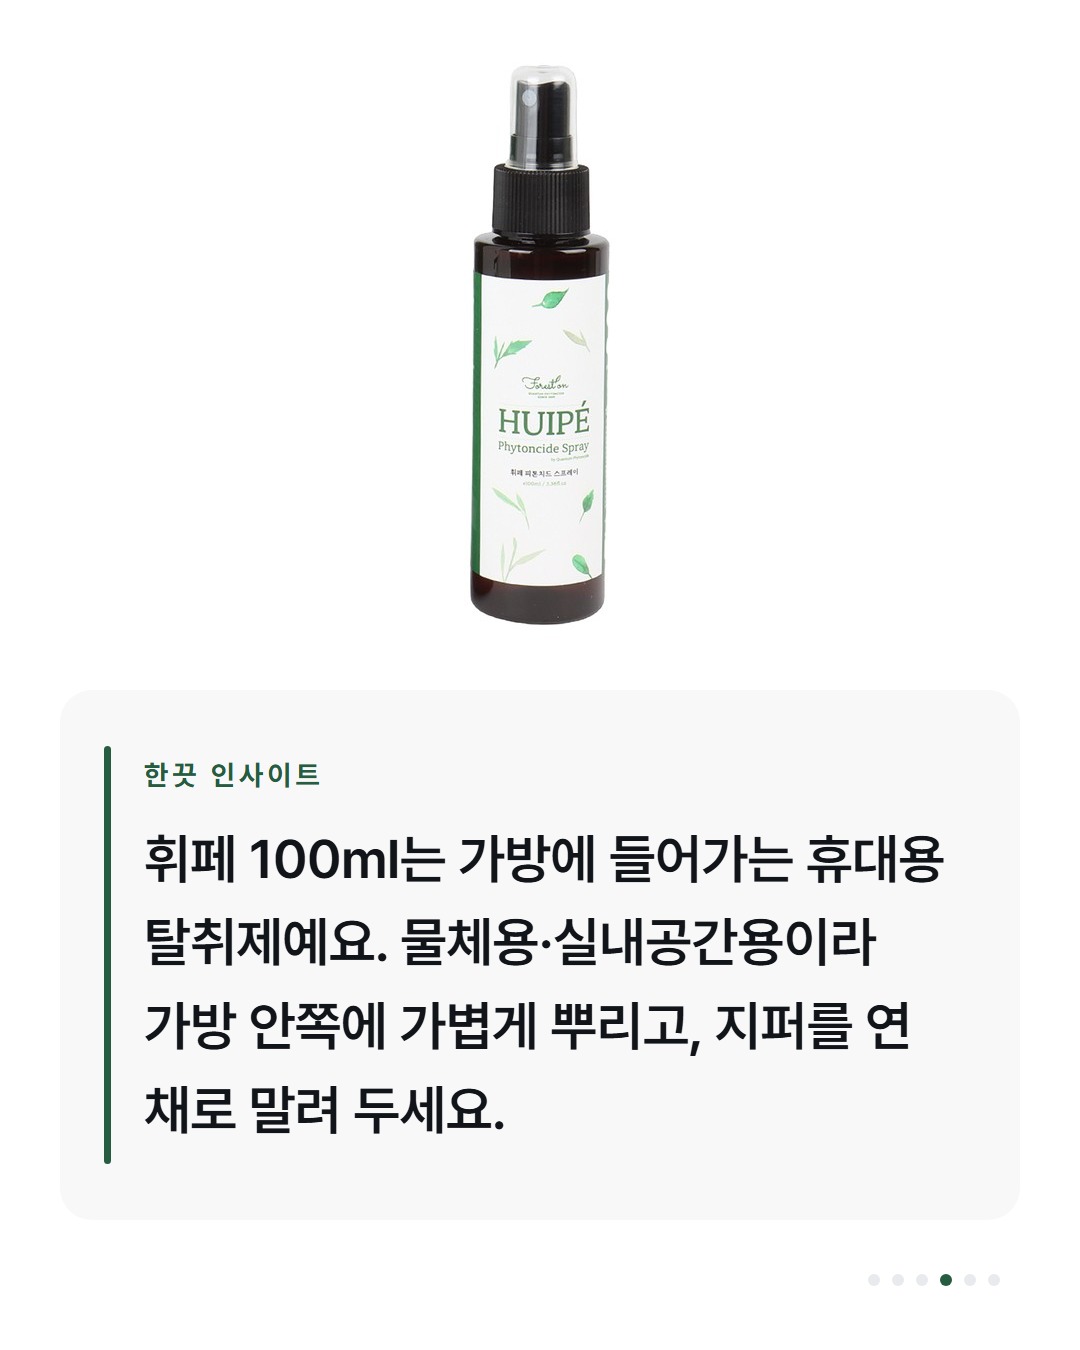 Forest'on
HUIPÉ
Phytoncide Spray
휘페 피톤치드 스프레이
한끗 인사이트
휘페 100ml는 가방에 들어가는 휴대용
탈취제예요. 물체용·실내공간용이라
가방 안쪽에 가볍게 뿌리고, 지퍼를 연
채로 말려 두세요.